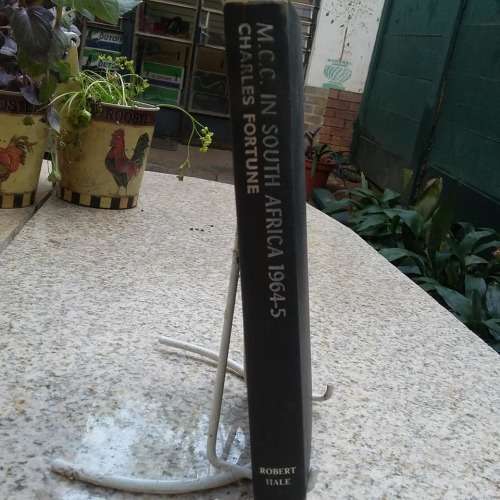 M.C.C. IN SOUTH AFRICA 1964-5
CHARLES FORTUNE
ROBERT
HALE